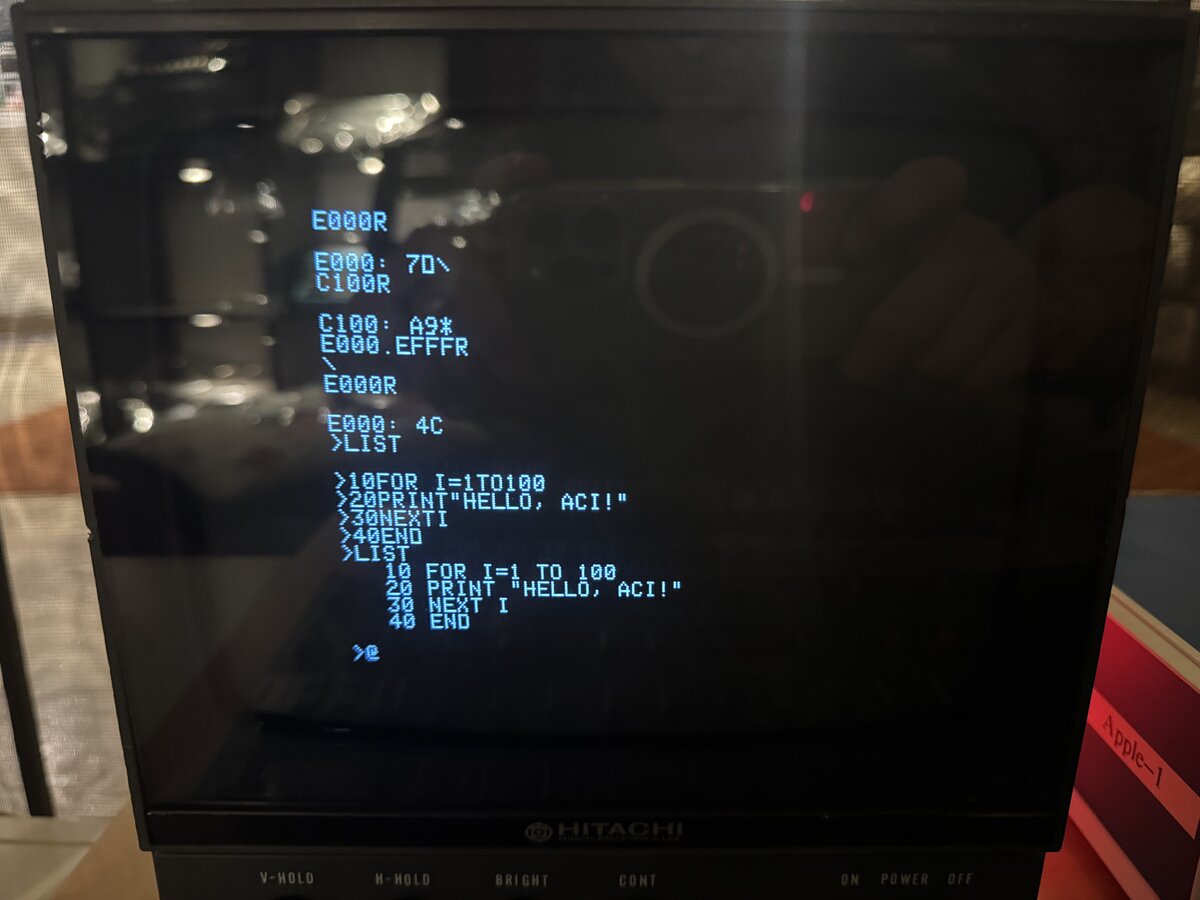 E000R
E000: 7D\
C100R
C100: A9*
E000.EFFFR
\
E000R
E000: 4C
>LIST
>10FOR I=1TO100
>20PRINT"HELLO, ACI!"
>30NEXTI
>40END
>LIST
10 FOR I=1 TO 100
20 PRINT "HELLO, ACI!"
30 NEXT I
40 END
>@
Apple-1
HITACHI
V-HOLD H-HOLD BRIGHT CONT ON POWER OFF